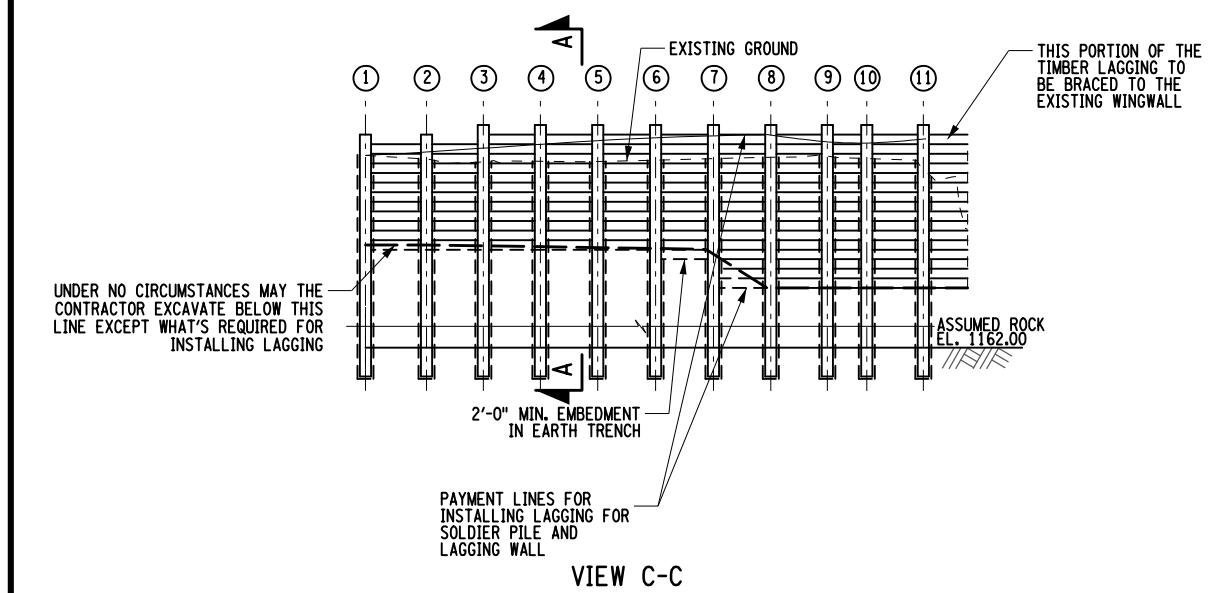 A
EXISTING GROUND
THIS PORTION OF THE
TIMBER LAGGING TO
BE BRACED TO THE
EXISTING WINGWALL
1 2 3 4 5 6 7 8 9 10 11
UNDER NO CIRCUMSTANCES MAY THE
CONTRACTOR EXCAVATE BELOW THIS
LINE EXCEPT WHAT'S REQUIRED FOR
INSTALLING LAGGING
ASSUMED ROCK
EL. 1162.00
A
2'-0" MIN. EMBEDMENT
IN EARTH TRENCH
PAYMENT LINES FOR
INSTALLING LAGGING FOR
SOLDIER PILE AND
LAGGING WALL
VIEW C-C